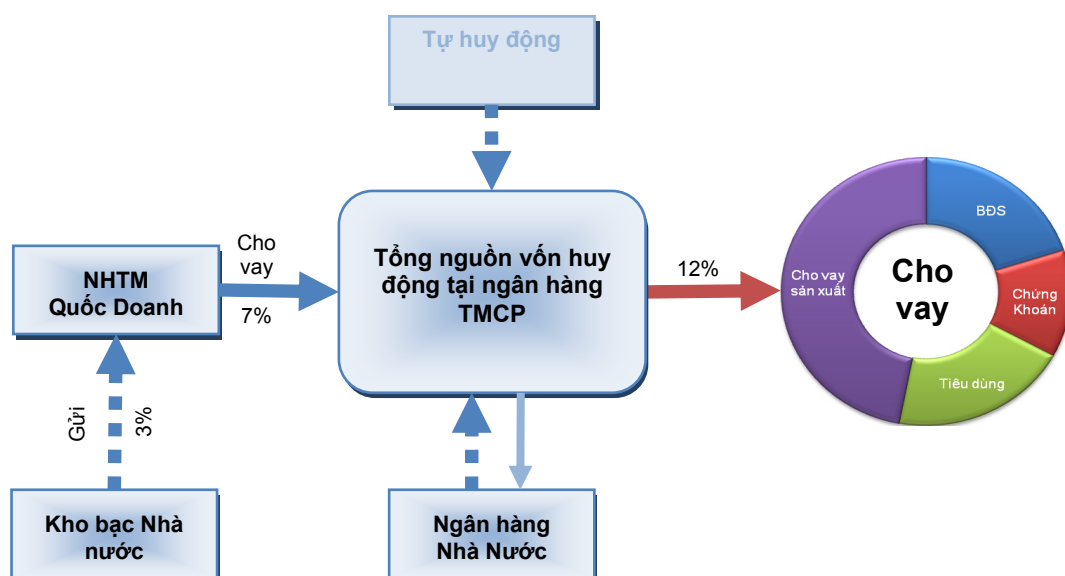 Tự huy động
NHTM
Quốc Doanh
Cho
vay
7%
Tổng nguồn vốn huy
động tại ngân hàng
TMCP
12%
BĐS
Cho vay
sản xuất
Cho
vay
Chứng
Khoán
Tiêu dùng
Gửi
3%
Kho bạc Nhà
nước
Ngân hàng
Nhà Nước